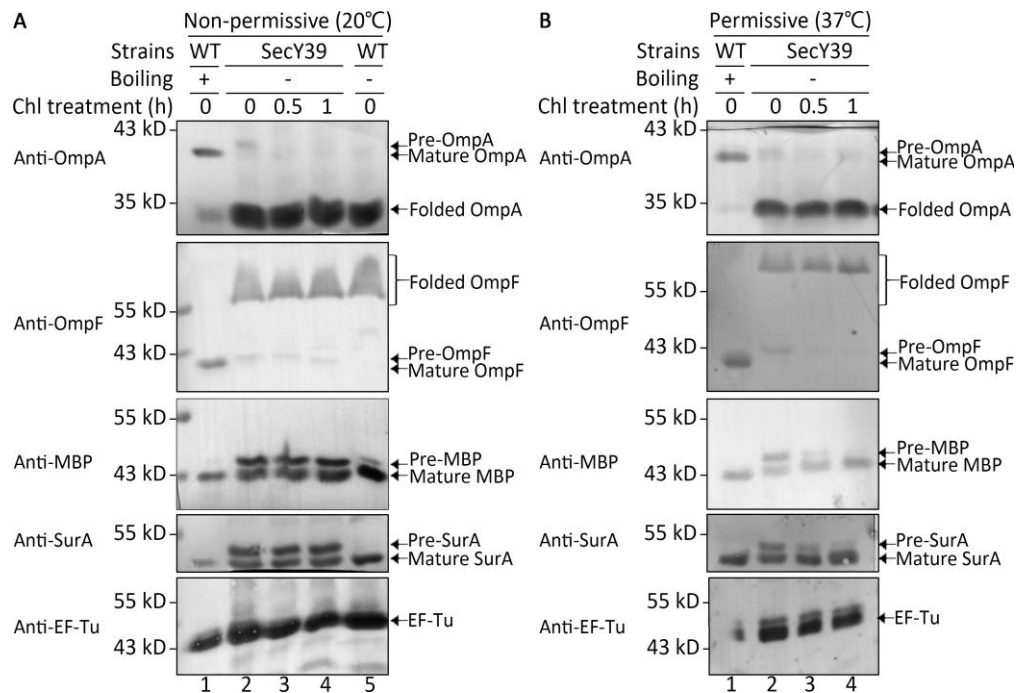 A
Non-permissive (20℃)
Strains WT SecY39 WT
Boiling + - -
Chl treatment (h) 0 0 0.5 1 0
43 kD
Anti-OmpA
35 kD
Pre-OmpA
Mature OmpA
Folded OmpA
55 kD
Anti-OmpF
43 kD
Folded OmpF
Pre-OmpF
Mature OmpF
55 kD
Anti-MBP
43 kD
Pre-MBP
Mature MBP
55 kD
Anti-SurA
Pre-SurA
Mature SurA
55 kD
Anti-EF-Tu
43 kD
EF-Tu
1 2 3 4 5
B
Permissive (37℃)
Strains WT SecY39
Boiling + -
Chl treatment (h) 0 0 0.5 1
43 kD
Anti-OmpA
35 kD
Pre-OmpA
Mature OmpA
Folded OmpA
55 kD
Anti-OmpF
43 kD
Folded OmpF
Pre-OmpF
Mature OmpF
55 kD
Anti-MBP
43 kD
Pre-MBP
Mature MBP
55 kD
Anti-SurA
Pre-SurA
Mature SurA
55 kD
Anti-EF-Tu
43 kD
EF-Tu
1 2 3 4